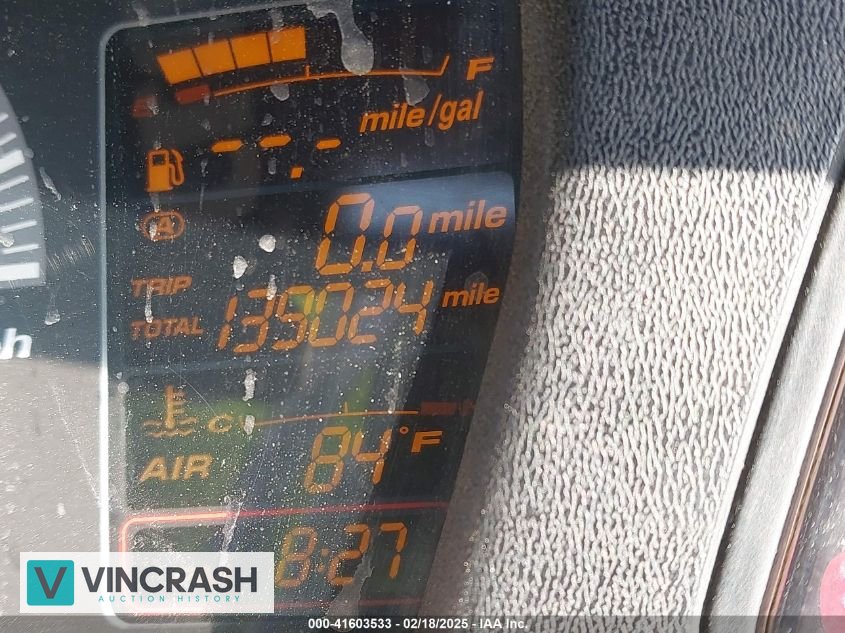 F
mile/gal
--.-
A
0.0 mile
TRIP
TOTAL 139024 mile
C
AIR 84°F
8:27
V VINCRASH
AUCTION HISTORY
000-41603533 - 02/18/2025 - IAA Inc.